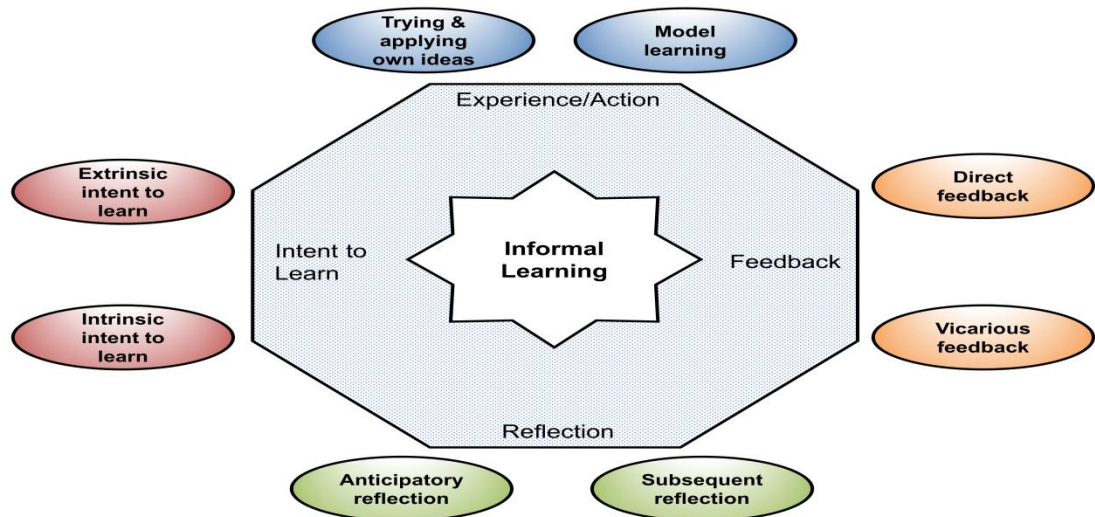 Trying &
applying
own ideas
Model
learning
Experience/Action
Extrinsic
intent to
learn
Direct
feedback
Intent to
Learn
Informal
Learning
Feedback
Intrinsic
intent to
learn
Vicarious
feedback
Reflection
Anticipatory
reflection
Subsequent
reflection